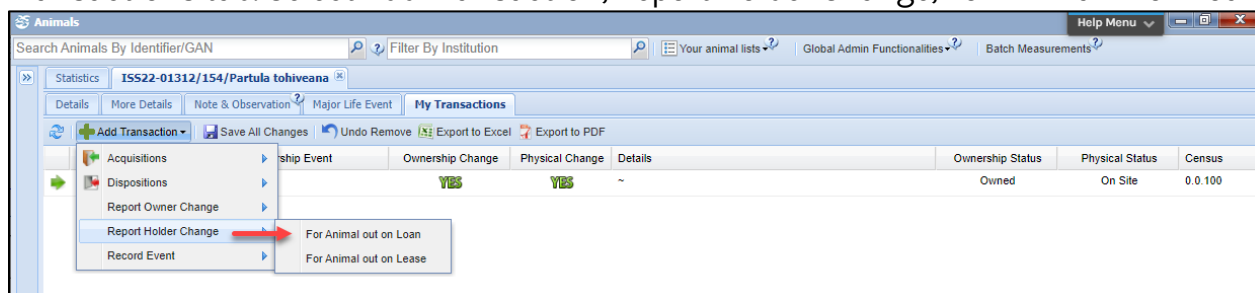 Animals
Help Menu
Search Animals By Identifier/GAN
Filter By Institution
Your animal lists
Global Admin Functionalities
Batch Measurements
Statistics
ISS22-01312/154/Partula tohiveana
Details
More Details
Note & Observation
Major Life Event
My Transactions
Add Transaction
Save All Changes
Undo Remove
Export to Excel
Export to PDF
Ownership Change
Physical Change
Details
Ownership Status
Physical Status
Census
YES
YES
~
Owned
On Site
0.0.100
Acquisitions
Dispositions
Report Owner Change
Report Holder Change
Record Event
For Animal out on Loan
For Animal out on Lease